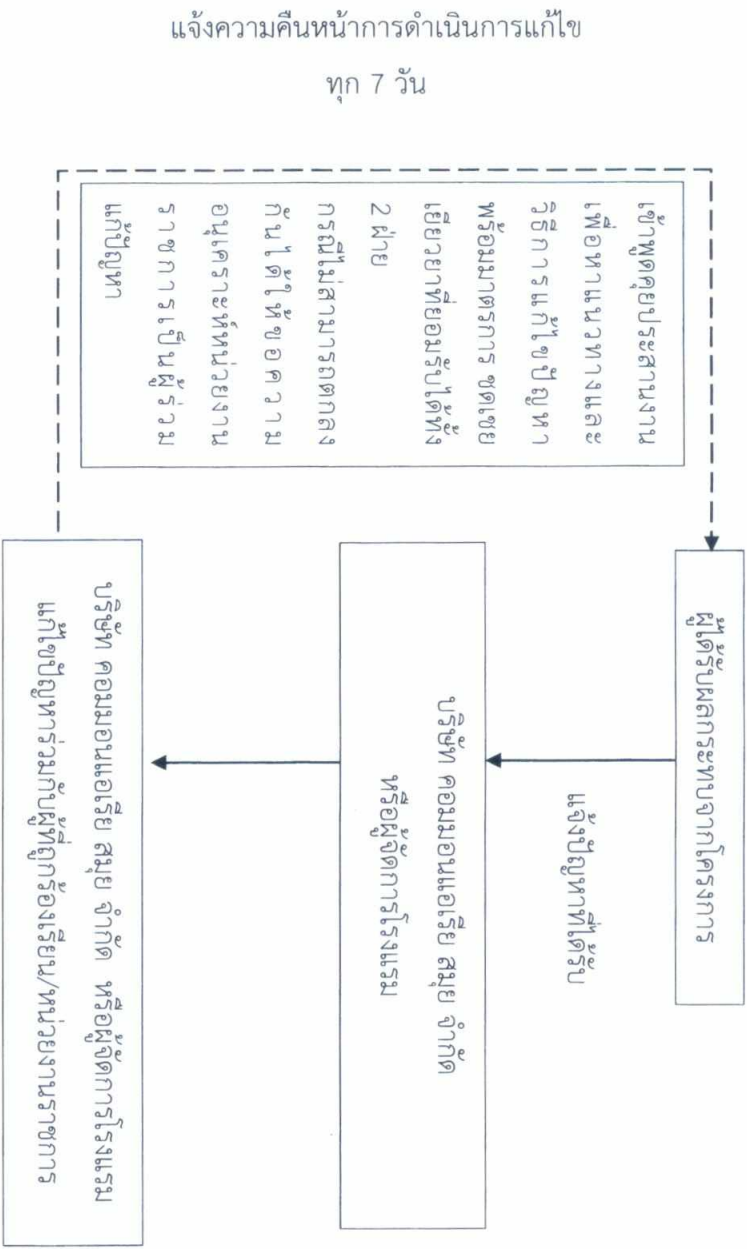 แจ้งความคืนหน้าการดำเนินการแก้ไข
ทุก 7 วัน
ผู้ได้รับผลกระทบจากโครงการ
แจ้งปัญหาที่ได้รับ
บริษัท คอมมอนแอเรีย สมุย จำกัด
หรือผู้จัดการโรงแรม
บริษัท คอมมอนแอเรีย สมุย จำกัด หรือผู้จัดการโรงแรม
แก้ไขปัญหาร่วมกับผู้ที่ถูกร้องเรียน/หน่วยงานราชการ
เข้าพูดคุยประสานงาน
เพื่อหาแนวทางและ
วิธีการแก้ไขปัญหา
พร้อมมาตรการ ชดเชย
เยียวยาที่ยอมรับได้ทั้ง
2 ฝ่าย
กรณีไม่สามารถตกลง
กันได้ให้ขอความ
อนุเคราะห์หน่วยงาน
ราชการเป็นผู้ร่วม
แก้ปัญหา